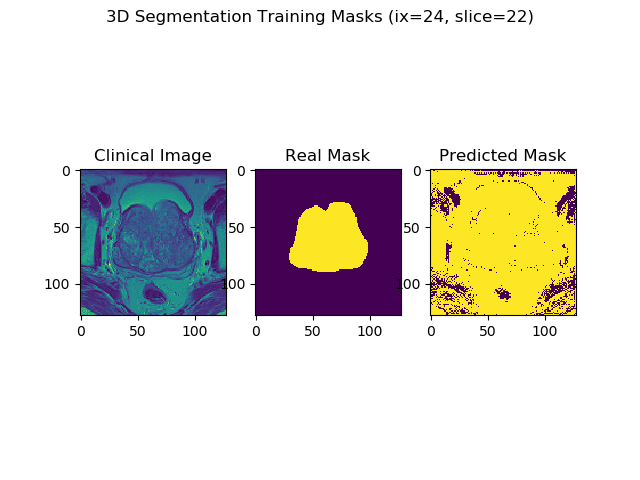 3D Segmentation Training Masks (ix=24, slice=22)
Clinical Image Real Mask Predicted Mask
0 0 0
50 50 50
100 100 100
0 50 100 0 50 100 0 50 100